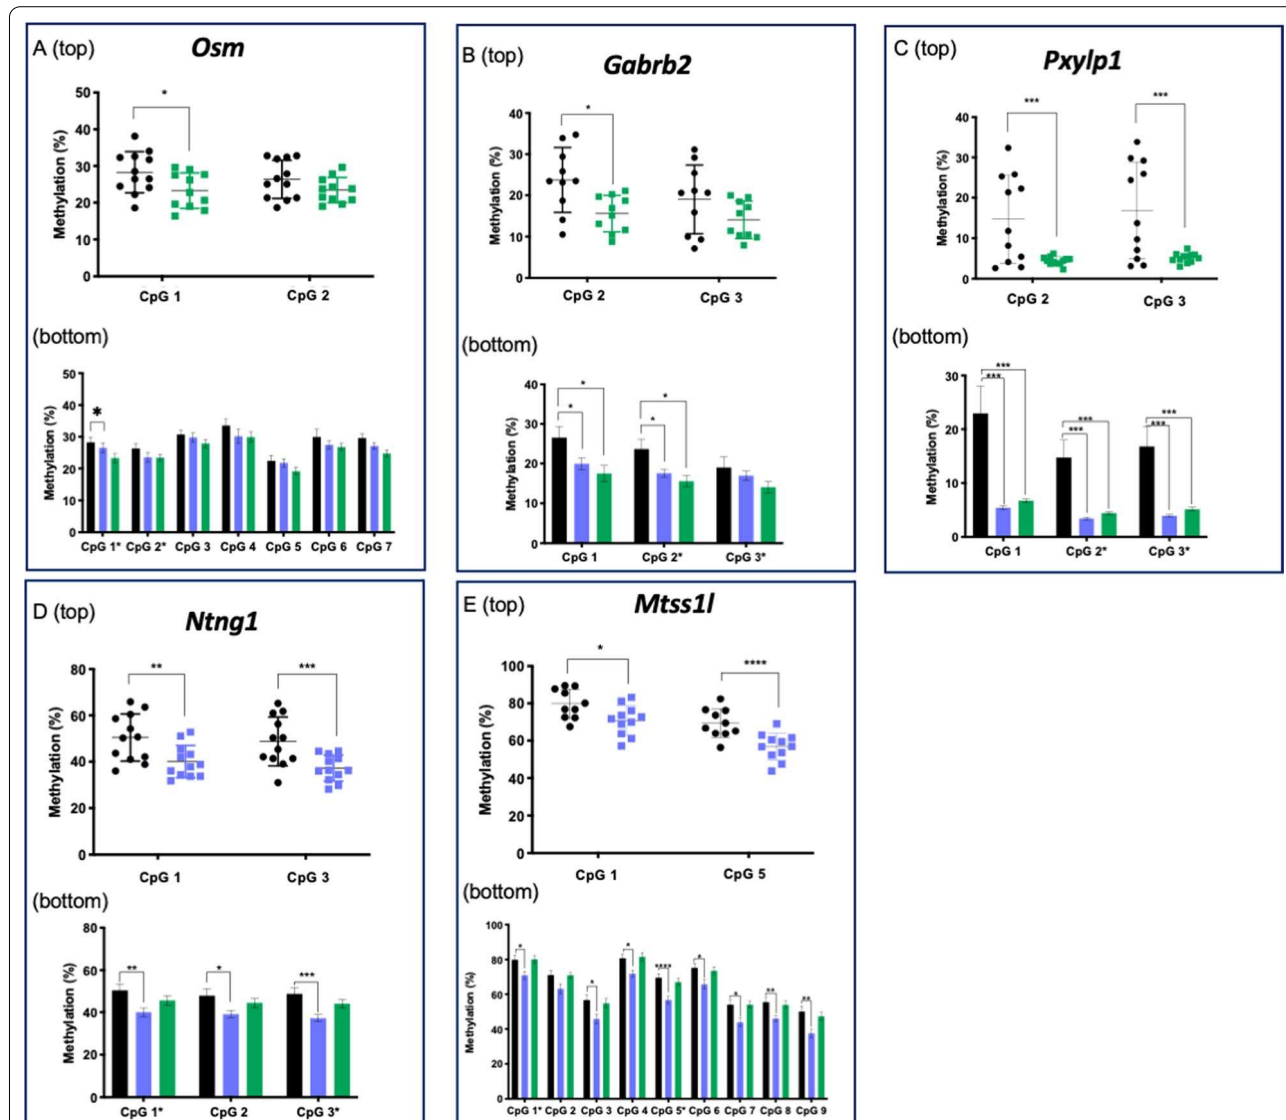 A (top)
Osm
Methylation (%)
50
40
30
20
10
0
*
CpG 1
CpG 2
(bottom)
Methylation (%)
50
40
30
20
10
0
*
CpG 1*
CpG 2*
CpG 3
CpG 4
CpG 5
CpG 6
CpG 7
B (top)
Gabrb2
Methylation (%)
40
30
20
10
0
*
CpG 2
CpG 3
(bottom)
Methylation (%)
40
30
20
10
0
*
*
*
*
CpG 1
CpG 2*
CpG 3*
C (top)
Pxylp1
Methylation (%)
40
30
20
10
0
***
***
CpG 2
CpG 3
(bottom)
Methylation (%)
30
20
10
0
***
***
***
***
***
***
CpG 1
CpG 2*
CpG 3*
D (top)
Ntng1
Methylation (%)
80
60
40
20
0
**
***
CpG 1
CpG 3
(bottom)
Methylation (%)
80
60
40
20
0
**
*
***
CpG 1*
CpG 2
CpG 3*
E (top)
Mtss1l
Methylation (%)
100
80
60
40
20
0
*
****
CpG 1
CpG 5
(bottom)
Methylation (%)
100
80
60
40
20
0
*
*
*
****
*
*
**
**
CpG 1*
CpG 2
CpG 3
CpG 4
CpG 5*
CpG 6
CpG 7
CpG 8
CpG 9